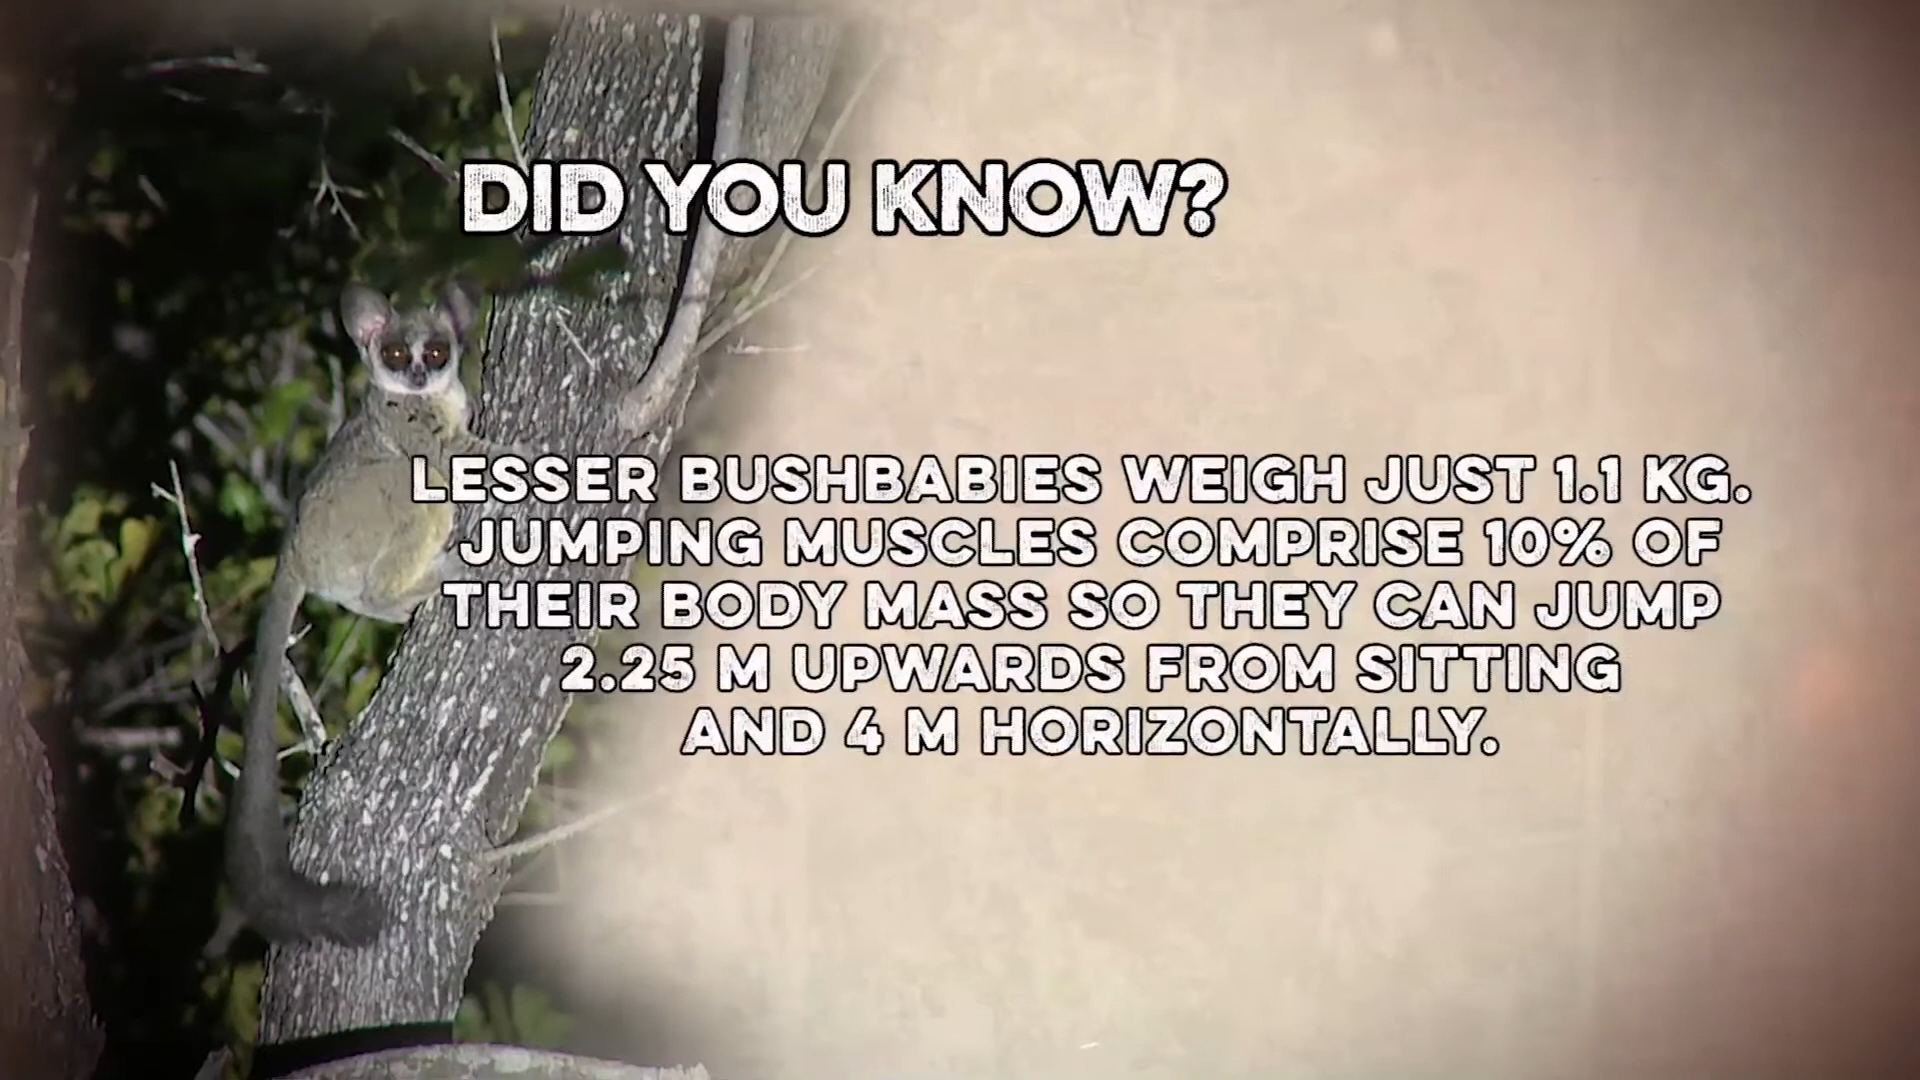 DID YOU KNOW?
LESSER BUSHBABIES WEIGH JUST 1.1 KG.
JUMPING MUSCLES COMPRISE 10% OF
THEIR BODY MASS SO THEY CAN JUMP
2.25 M UPWARDS FROM SITTING
AND 4 M HORIZONTALLY.